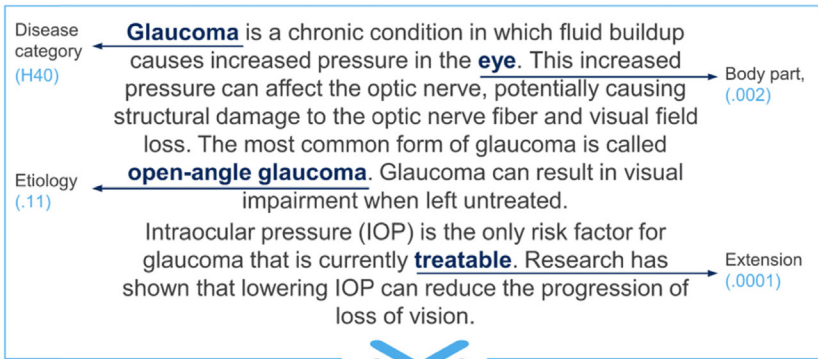 Disease
category
(H40)
Glaucoma is a chronic condition in which fluid buildup
causes increased pressure in the eye. This increased
pressure can affect the optic nerve, potentially causing
structural damage to the optic nerve fiber and visual field
loss. The most common form of glaucoma is called
open-angle glaucoma. Glaucoma can result in visual
impairment when left untreated.
Body part,
(.002)
Etiology
(.11)
Intraocular pressure (IOP) is the only risk factor for
glaucoma that is currently treatable. Research has
shown that lowering IOP can reduce the progression of
loss of vision.
Extension
(.0001)